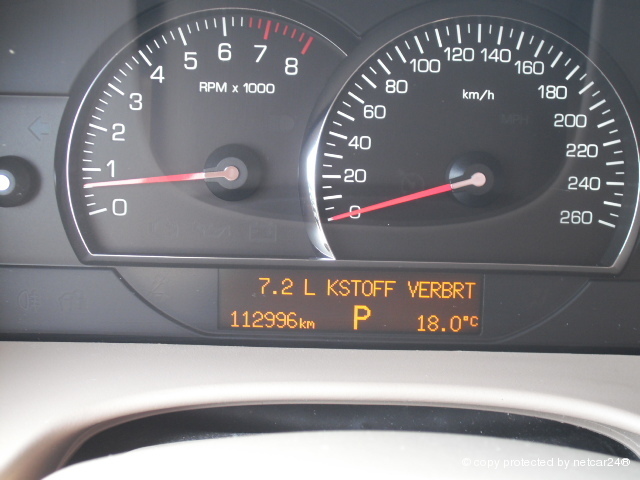 0 1 2 3 4 5 6 7 8
RPM x 1000
0 20 40 60 80 100 120 140 160 180 200 220 240 260
km/h
MPH
7.2 L KSTOFF VERBRT
112996km P 18.0°C
© copy protected by netcar24®